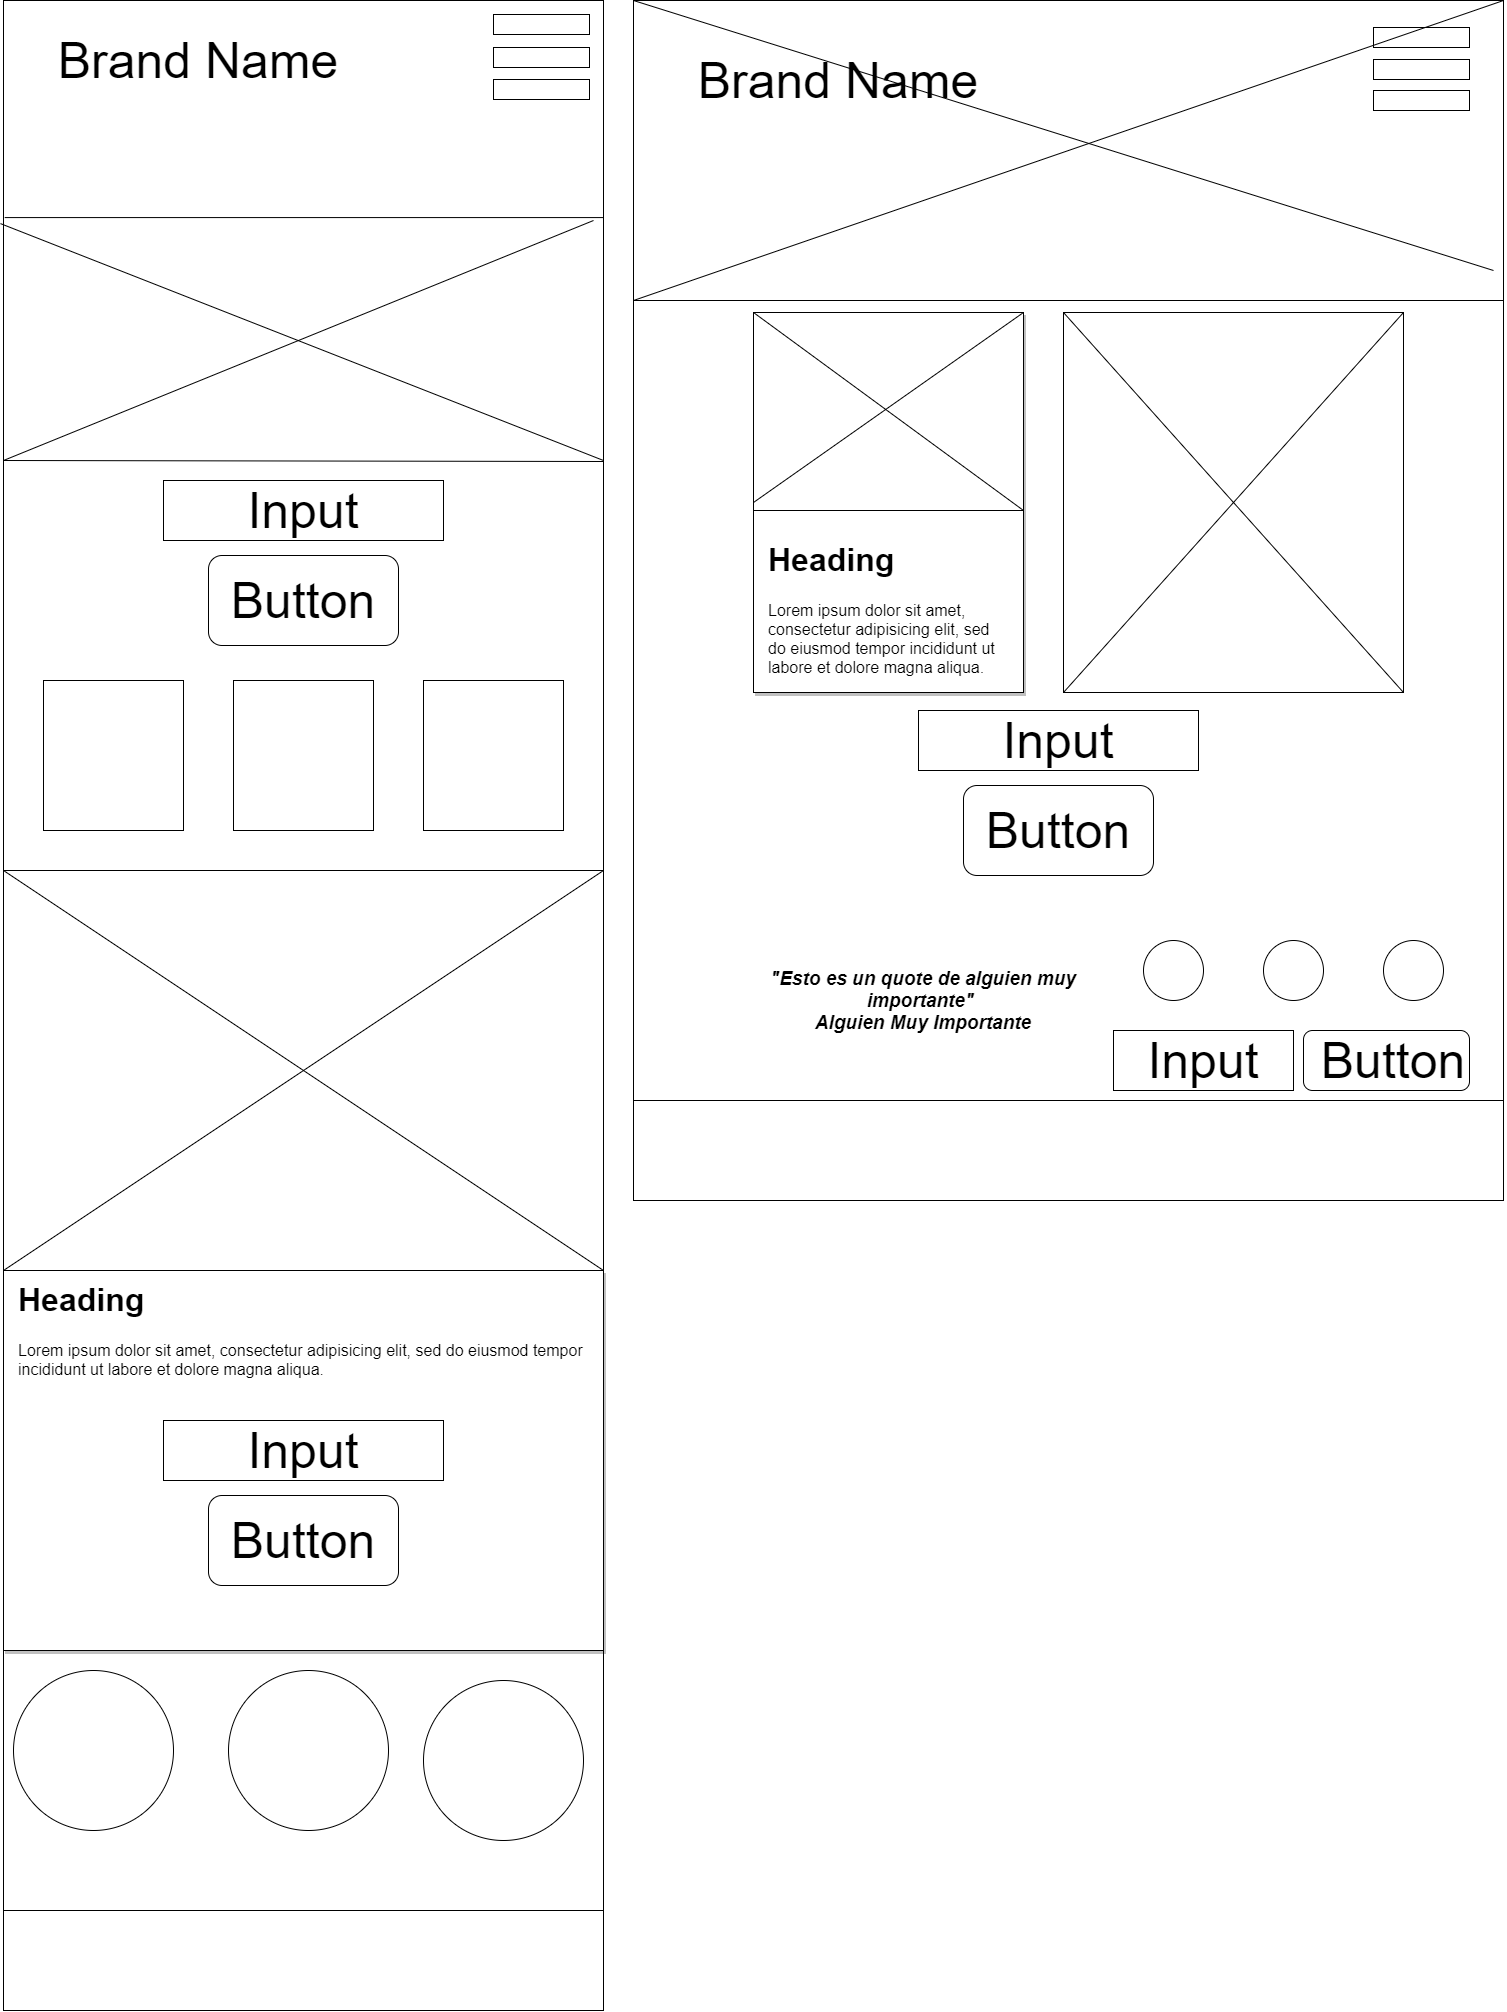 Brand Name
Input
Button
Heading
Lorem ipsum dolor sit amet, consectetur adipisicing elit, sed do eiusmod tempor
incididunt ut labore et dolore magna aliqua.
Input
Button
Brand Name
Heading
Lorem ipsum dolor sit amet,
consectetur adipisicing elit, sed
do eiusmod tempor incididunt ut
labore et dolore magna aliqua.
Input
Button
"Esto es un quote de alguien muy
importante"
Alguien Muy Importante
Input
Button